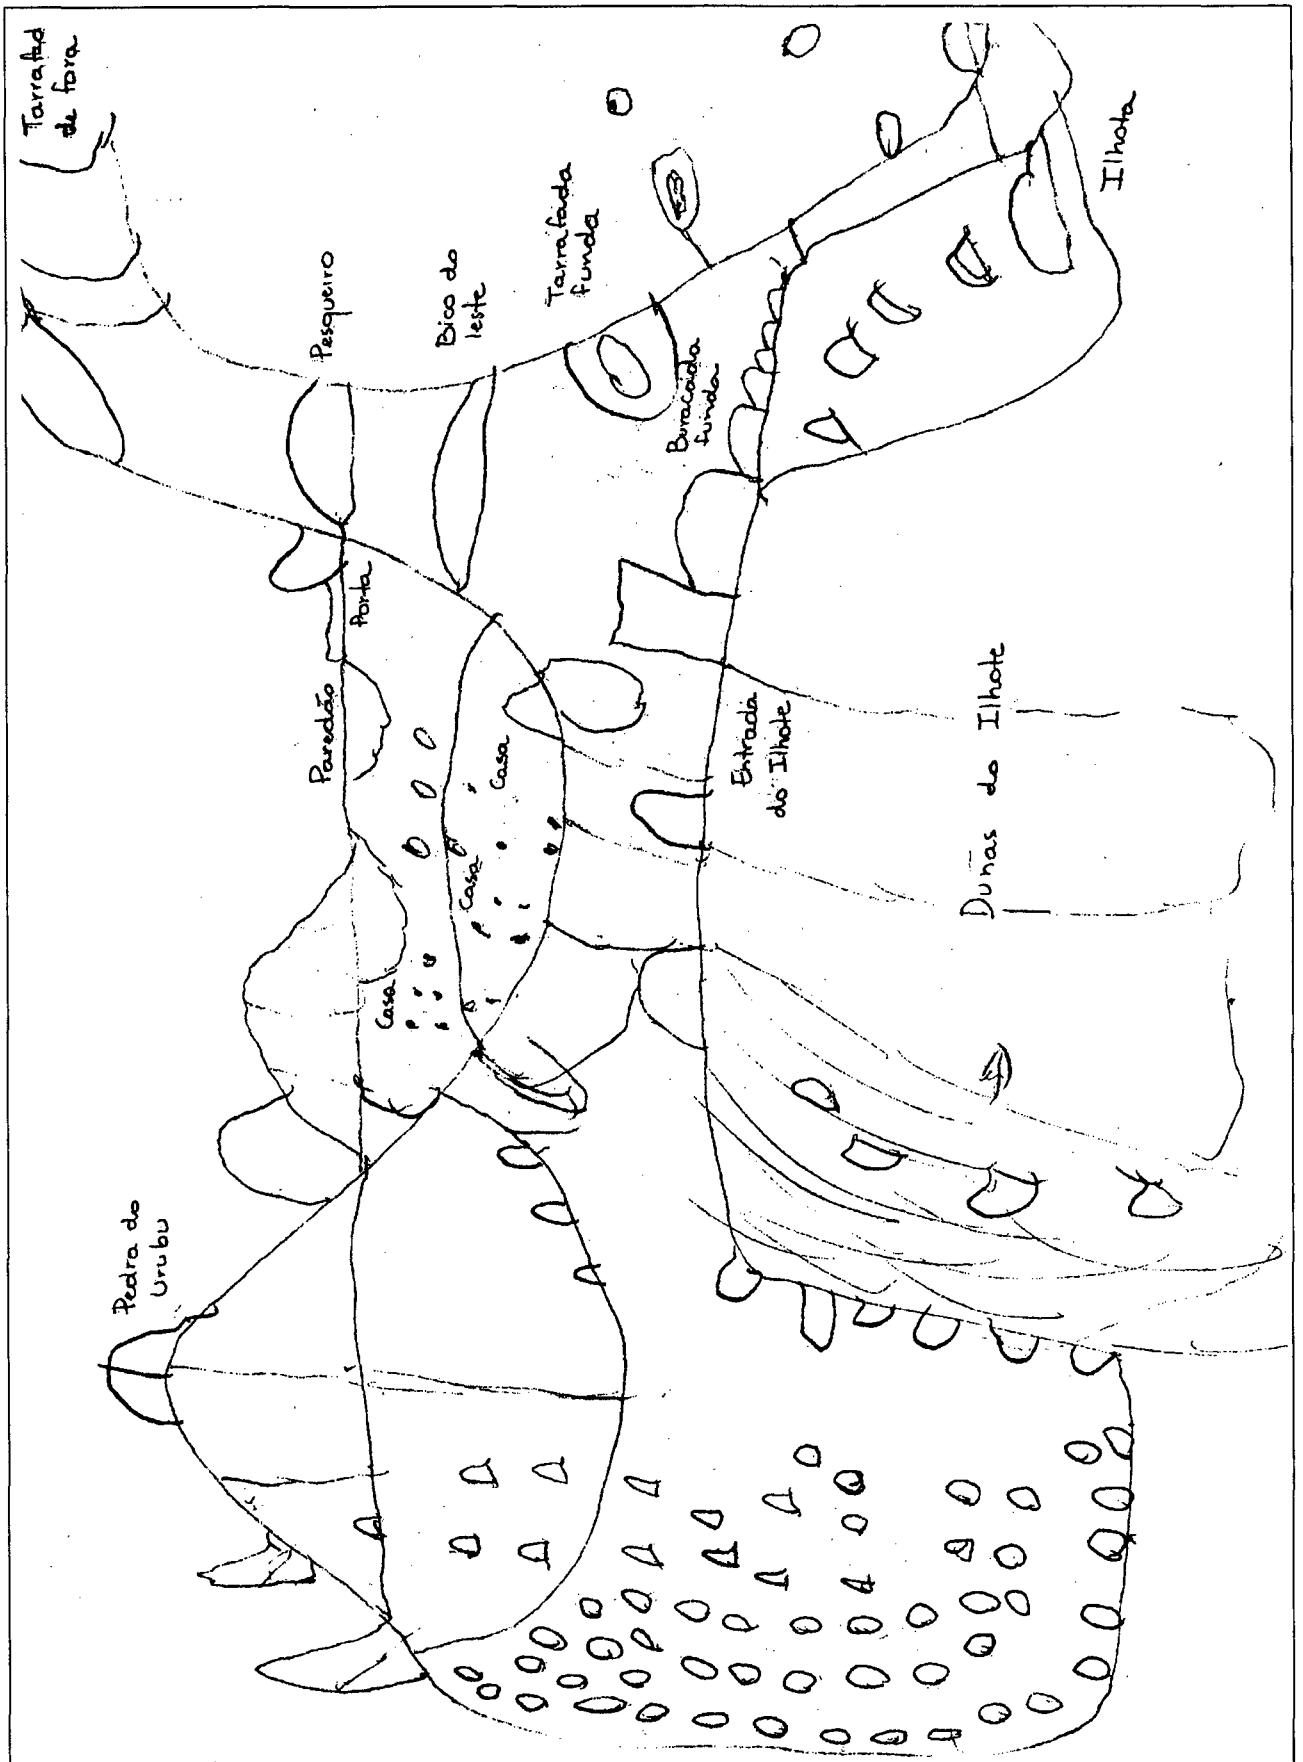 Tarrafad
de fora
Pesqueiro
Bico do
leste
Tarrafada
funda
Buracada
funda
Ilhota
Porta
Paredão
Casa
Casa
Casa
Entrada
do Ilhote
Dunas do Ilhote
Pedra do
Urubu